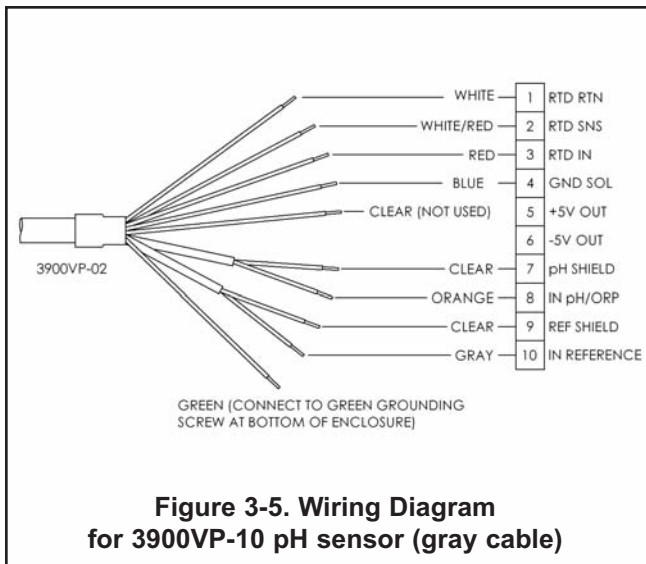 WHITE 1 RTD RTN
WHITE/RED 2 RTD SNS
RED 3 RTD IN
BLUE 4 GND SOL
CLEAR (NOT USED) 5 +5V OUT
6 -5V OUT
3900VP-02
CLEAR 7 pH SHIELD
ORANGE 8 IN pH/ORP
CLEAR 9 REF SHIELD
GRAY 10 IN REFERENCE
GREEN (CONNECT TO GREEN GROUNDING
SCREW AT BOTTOM OF ENCLOSURE)
Figure 3-5. Wiring Diagram
for 3900VP-10 pH sensor (gray cable)